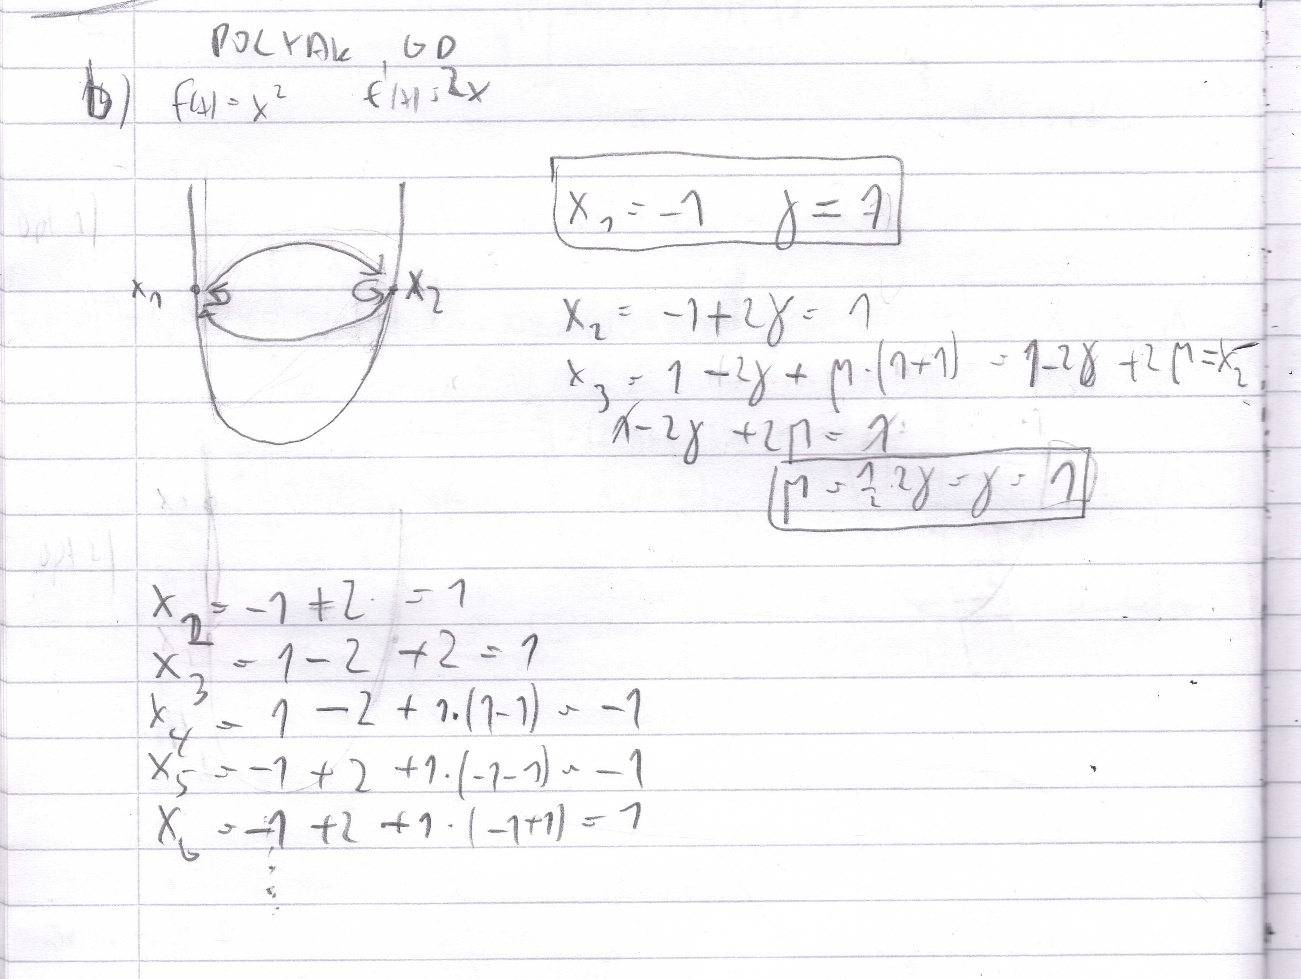 POLYAK GD
b) f(x) = x² f'(x) = 2x
x₁ = -1 γ = 1
x₁ x₂
x₂ = -1+2γ = 1
x₃ = 1 -2γ + μ·(1+1) = 1-2γ +2μ = x₂
1-2γ +2μ = 1
μ = ½·2γ = γ = 1
x₂ = -1 +2 = 1
x₃ = 1-2 +2 = 1
x₄ = 1 -2 + 1·(1-1) = -1
x₅ = -1 +2 +1·(-1-1) = -1
x₆ = -1 +2 +1·(-1+1) = 1
⋮